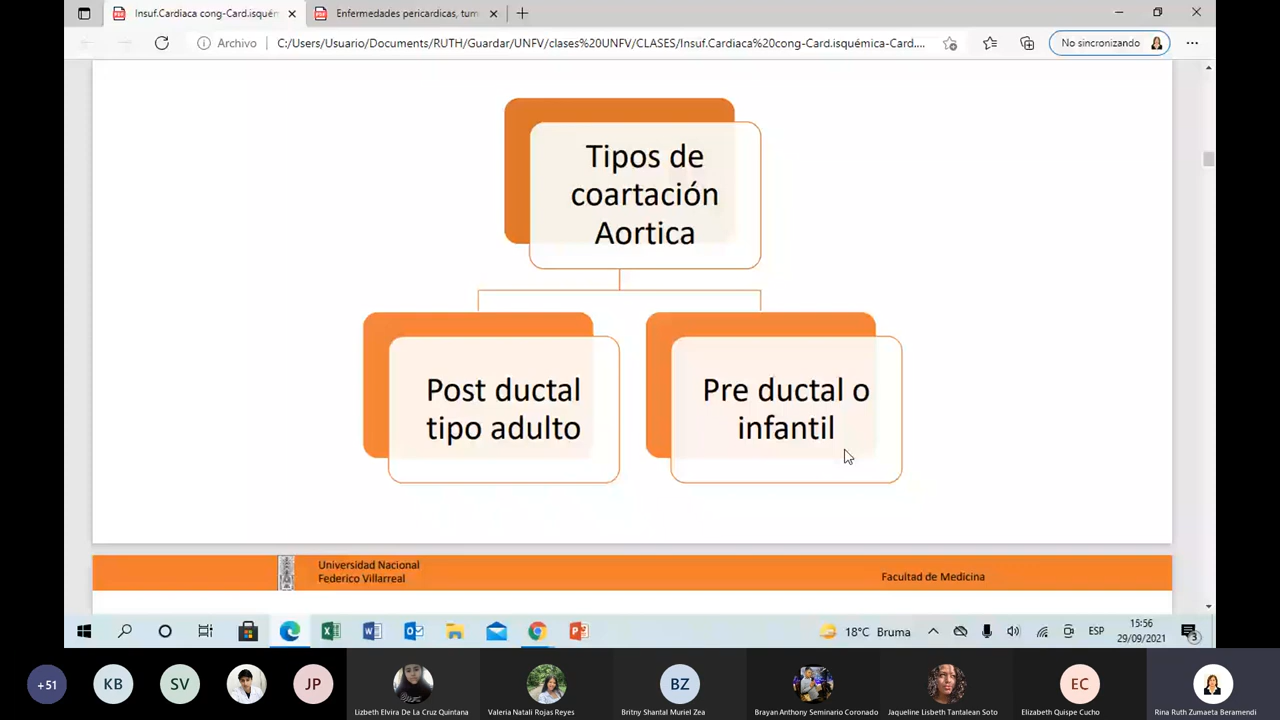 Insuf.Cardiaca cong-Card.isquém
Enfermedades pericardicas, tum
Archivo
C:/Users/Usuario/Documents/RUTH/Guardar/UNFV/clases%20UNFV/CLASES/Insuf.Cardiaca%20cong-Card.isquémica-Card....
No sincronizando
Tipos de
coartación
Aortica
Post ductal
tipo adulto
Pre ductal o
infantil
Universidad Nacional
Federico Villarreal
Facultad de Medicina
18°C Bruma
ESP
15:56
29/09/2021
3
+51
KB
SV
JP
Lizbeth Elvira De La Cruz Quintana
Valeria Natali Rojas Reyes
BZ
Britny Shantal Muriel Zea
Brayan Anthony Seminario Coronado
Jaqueline Lisbeth Tantalean Soto
EC
Elizabeth Quispe Cucho
Rina Ruth Zumaeta Beramendi